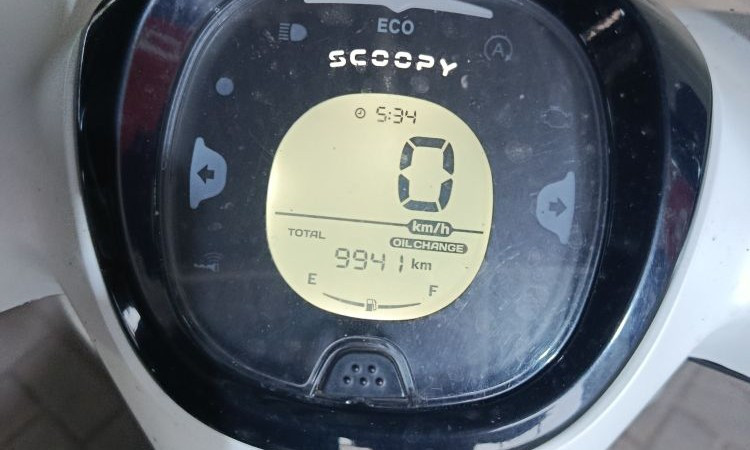 ECO
A
SCOOPY
5:34
0
km/h
TOTAL
OIL CHANGE
9941 km
E
F